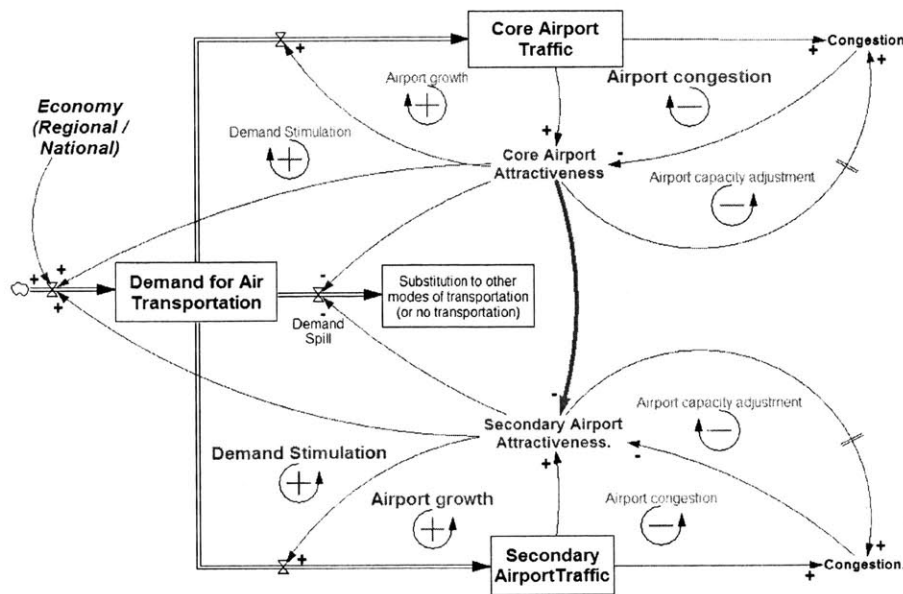 Core Airport
Traffic
Congestion
Airport growth
Airport congestion
Economy
(Regional /
National)
Demand Stimulation
Core Airport
Attractiveness
Airport capacity adjustment
Demand for Air
Transportation
Substitution to other
modes of transportation
(or no transportation)
Demand
Spill
Airport capacity adjustment
Secondary Airport
Attractiveness.
Demand Stimulation
Airport growth
Airport congestion
Secondary
AirportTraffic
Congestion.